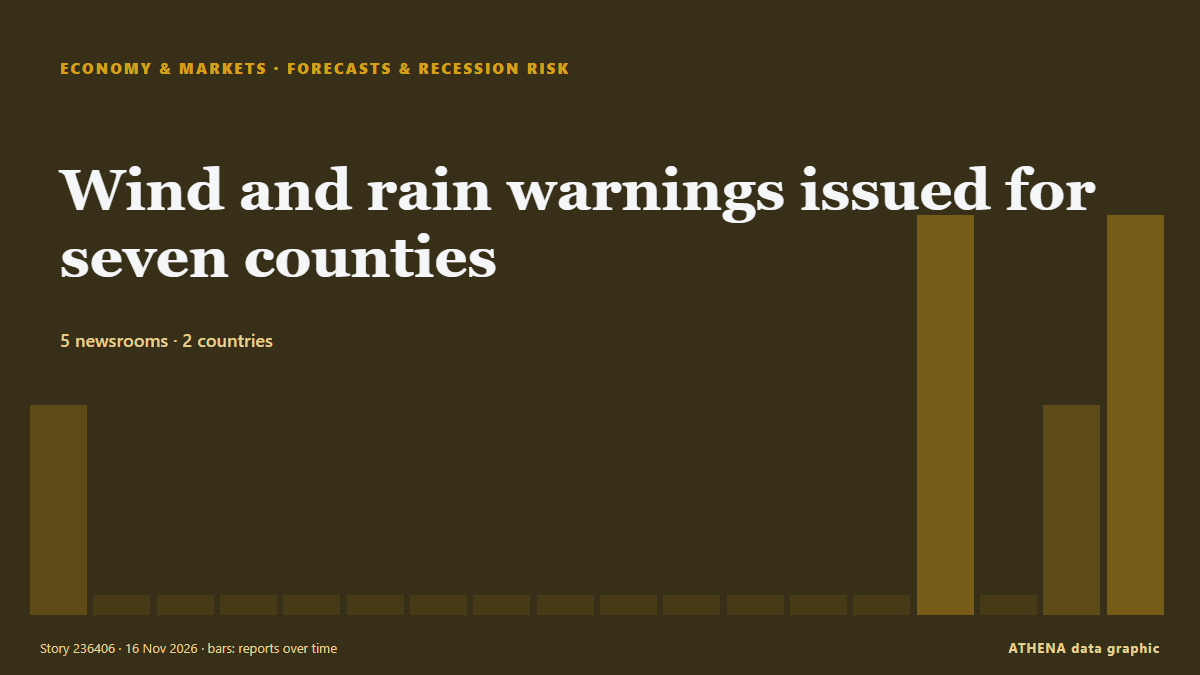 ECONOMY & MARKETS · FORECASTS & RECESSION RISK
Wind and rain warnings issued for
seven counties
5 newsrooms · 2 countries
Story 236406 · 16 Nov 2026 · bars: reports over time
ATHENA data graphic